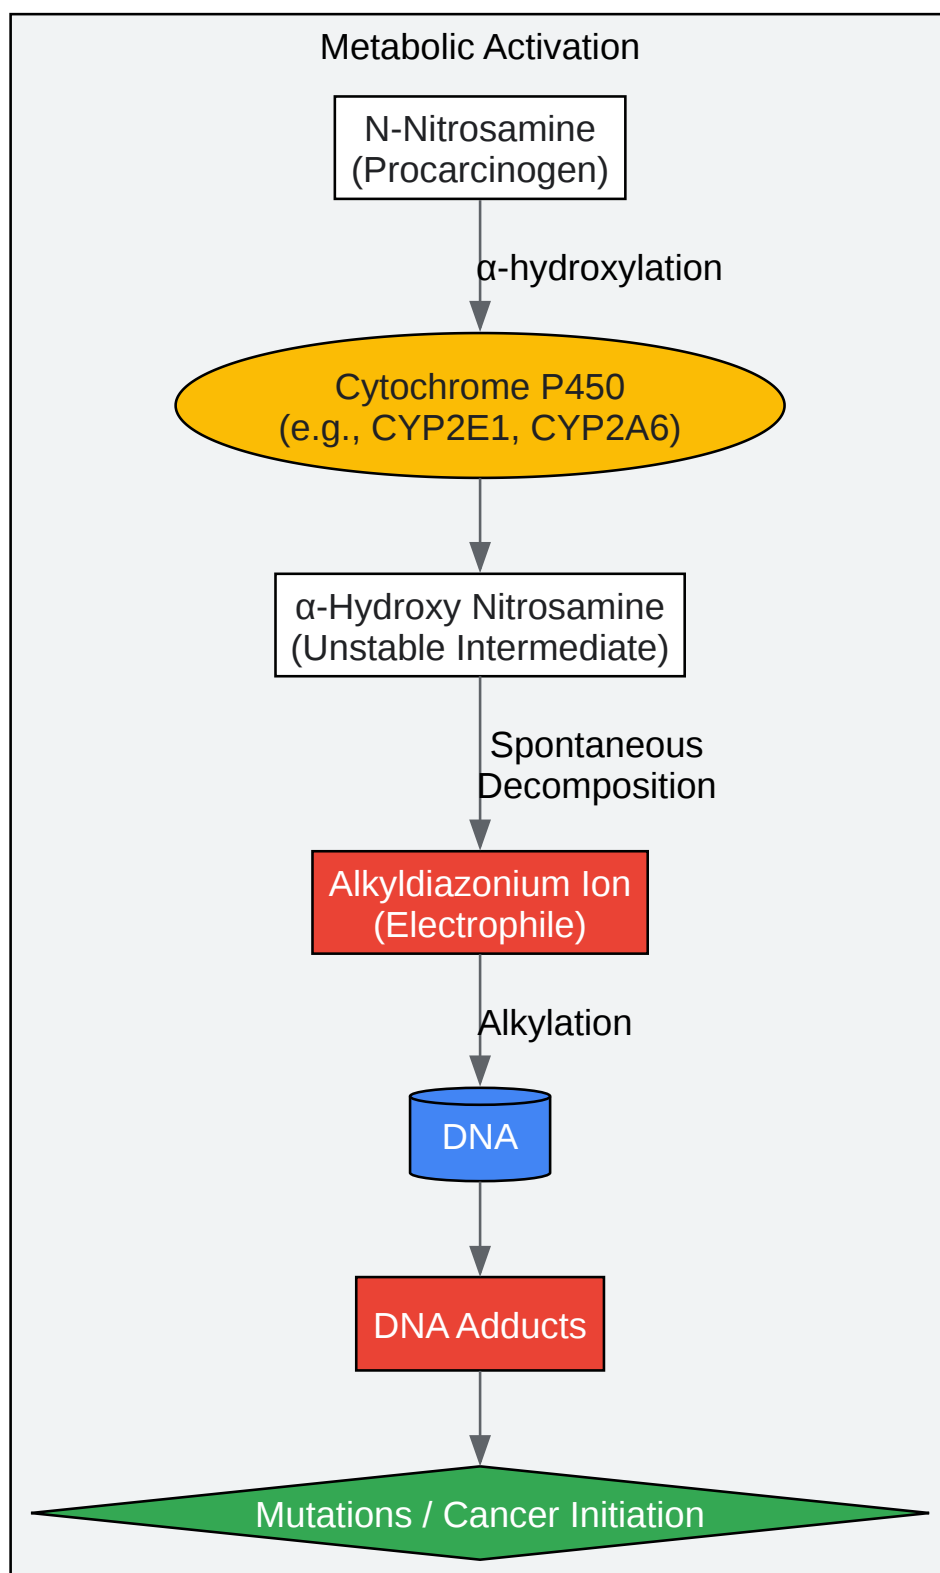 Metabolic Activation
N-Nitrosamine
(Procarcinogen)
α-hydroxylation
Cytochrome P450
(e.g., CYP2E1, CYP2A6)
α-Hydroxy Nitrosamine
(Unstable Intermediate)
Spontaneous
Decomposition
Alkyldiazonium Ion
(Electrophile)
Alkylation
DNA
DNA Adducts
Mutations / Cancer Initiation